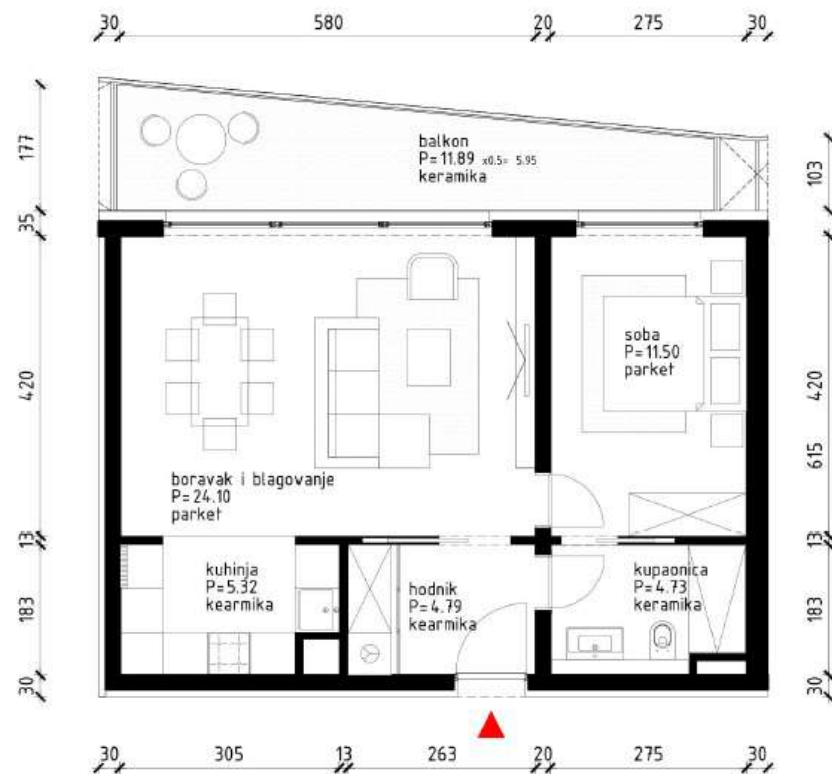 30 580 20 275 30
177
35
420
13
183
30
103
420
615
13
183
30
balkon
P=11.89 x0.5= 5.95
keramika
soba
P=11.50
parket
boravak i blagovanje
P=24.10
parket
kuhinja
P=5.32
kearmika
hodnik
P=4.79
kearmika
kupaonica
P=4.73
keramika
30 305 13 263 20 275 30